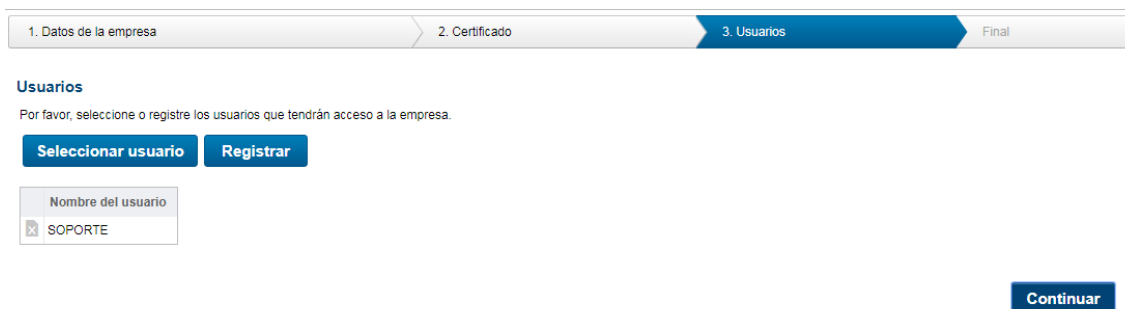 1. Datos de la empresa 2. Certificado 3. Usuarios Final
Usuarios
Por favor, seleccione o registre los usuarios que tendrán acceso a la empresa.
Seleccionar usuario Registrar
Nombre del usuario
SOPORTE
Continuar